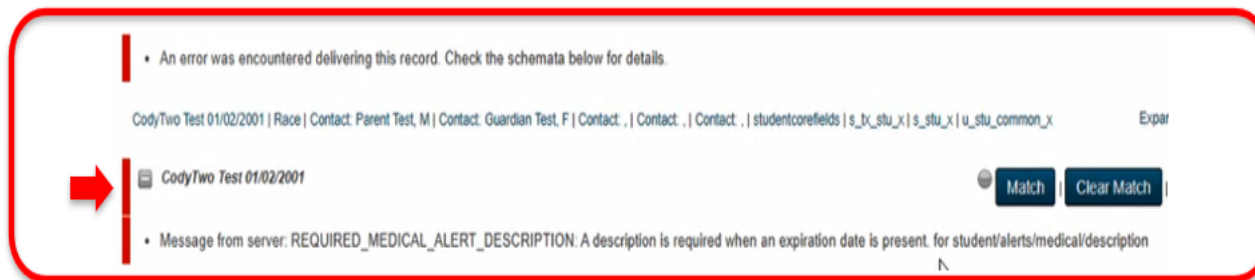 • An error was encountered delivering this record. Check the schemata below for details.
CodyTwo Test 01/02/2001 | Race | Contact: Parent Test, M | Contact: Guardian Test, F | Contact: , | Contact: , | Contact: , | studentcorefields | s_tx_stu_x | s_stu_x | u_stu_common_x Expar
CodyTwo Test 01/02/2001 Match | Clear Match |
• Message from server: REQUIRED_MEDICAL_ALERT_DESCRIPTION: A description is required when an expiration date is present. for student/alerts/medical/description